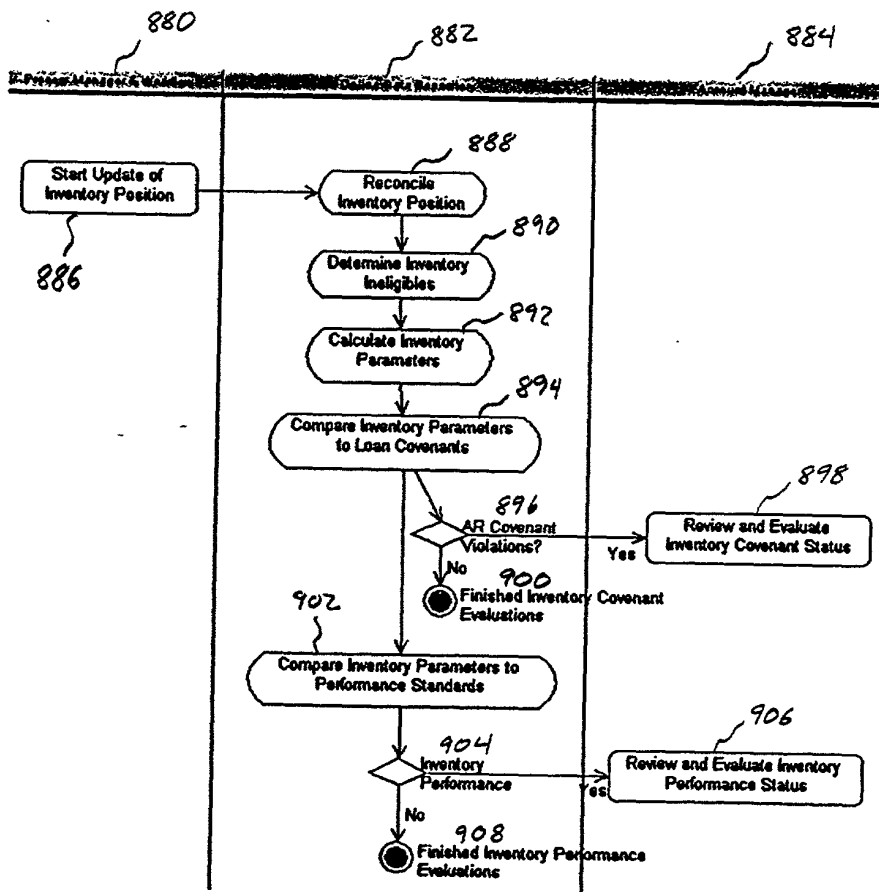 880
882
884
Account Manager
888
Start Update of
Inventory Position
Reconcile
Inventory Position
886
890
Determine Inventory
Ineligibles
892
Calculate Inventory
Parameters
894
Compare Inventory Parameters
to Loan Covenants
896
898
AR Covenant
Violations?
Yes
Review and Evaluate
Inventory Covenant Status
No
900
Finished Inventory Covenant
Evaluations
902
Compare Inventory Parameters to
Performance Standards
904
906
Inventory
Performance
Yes
Review and Evaluate Inventory
Performance Status
No
908
Finished Inventory Performance
Evaluations